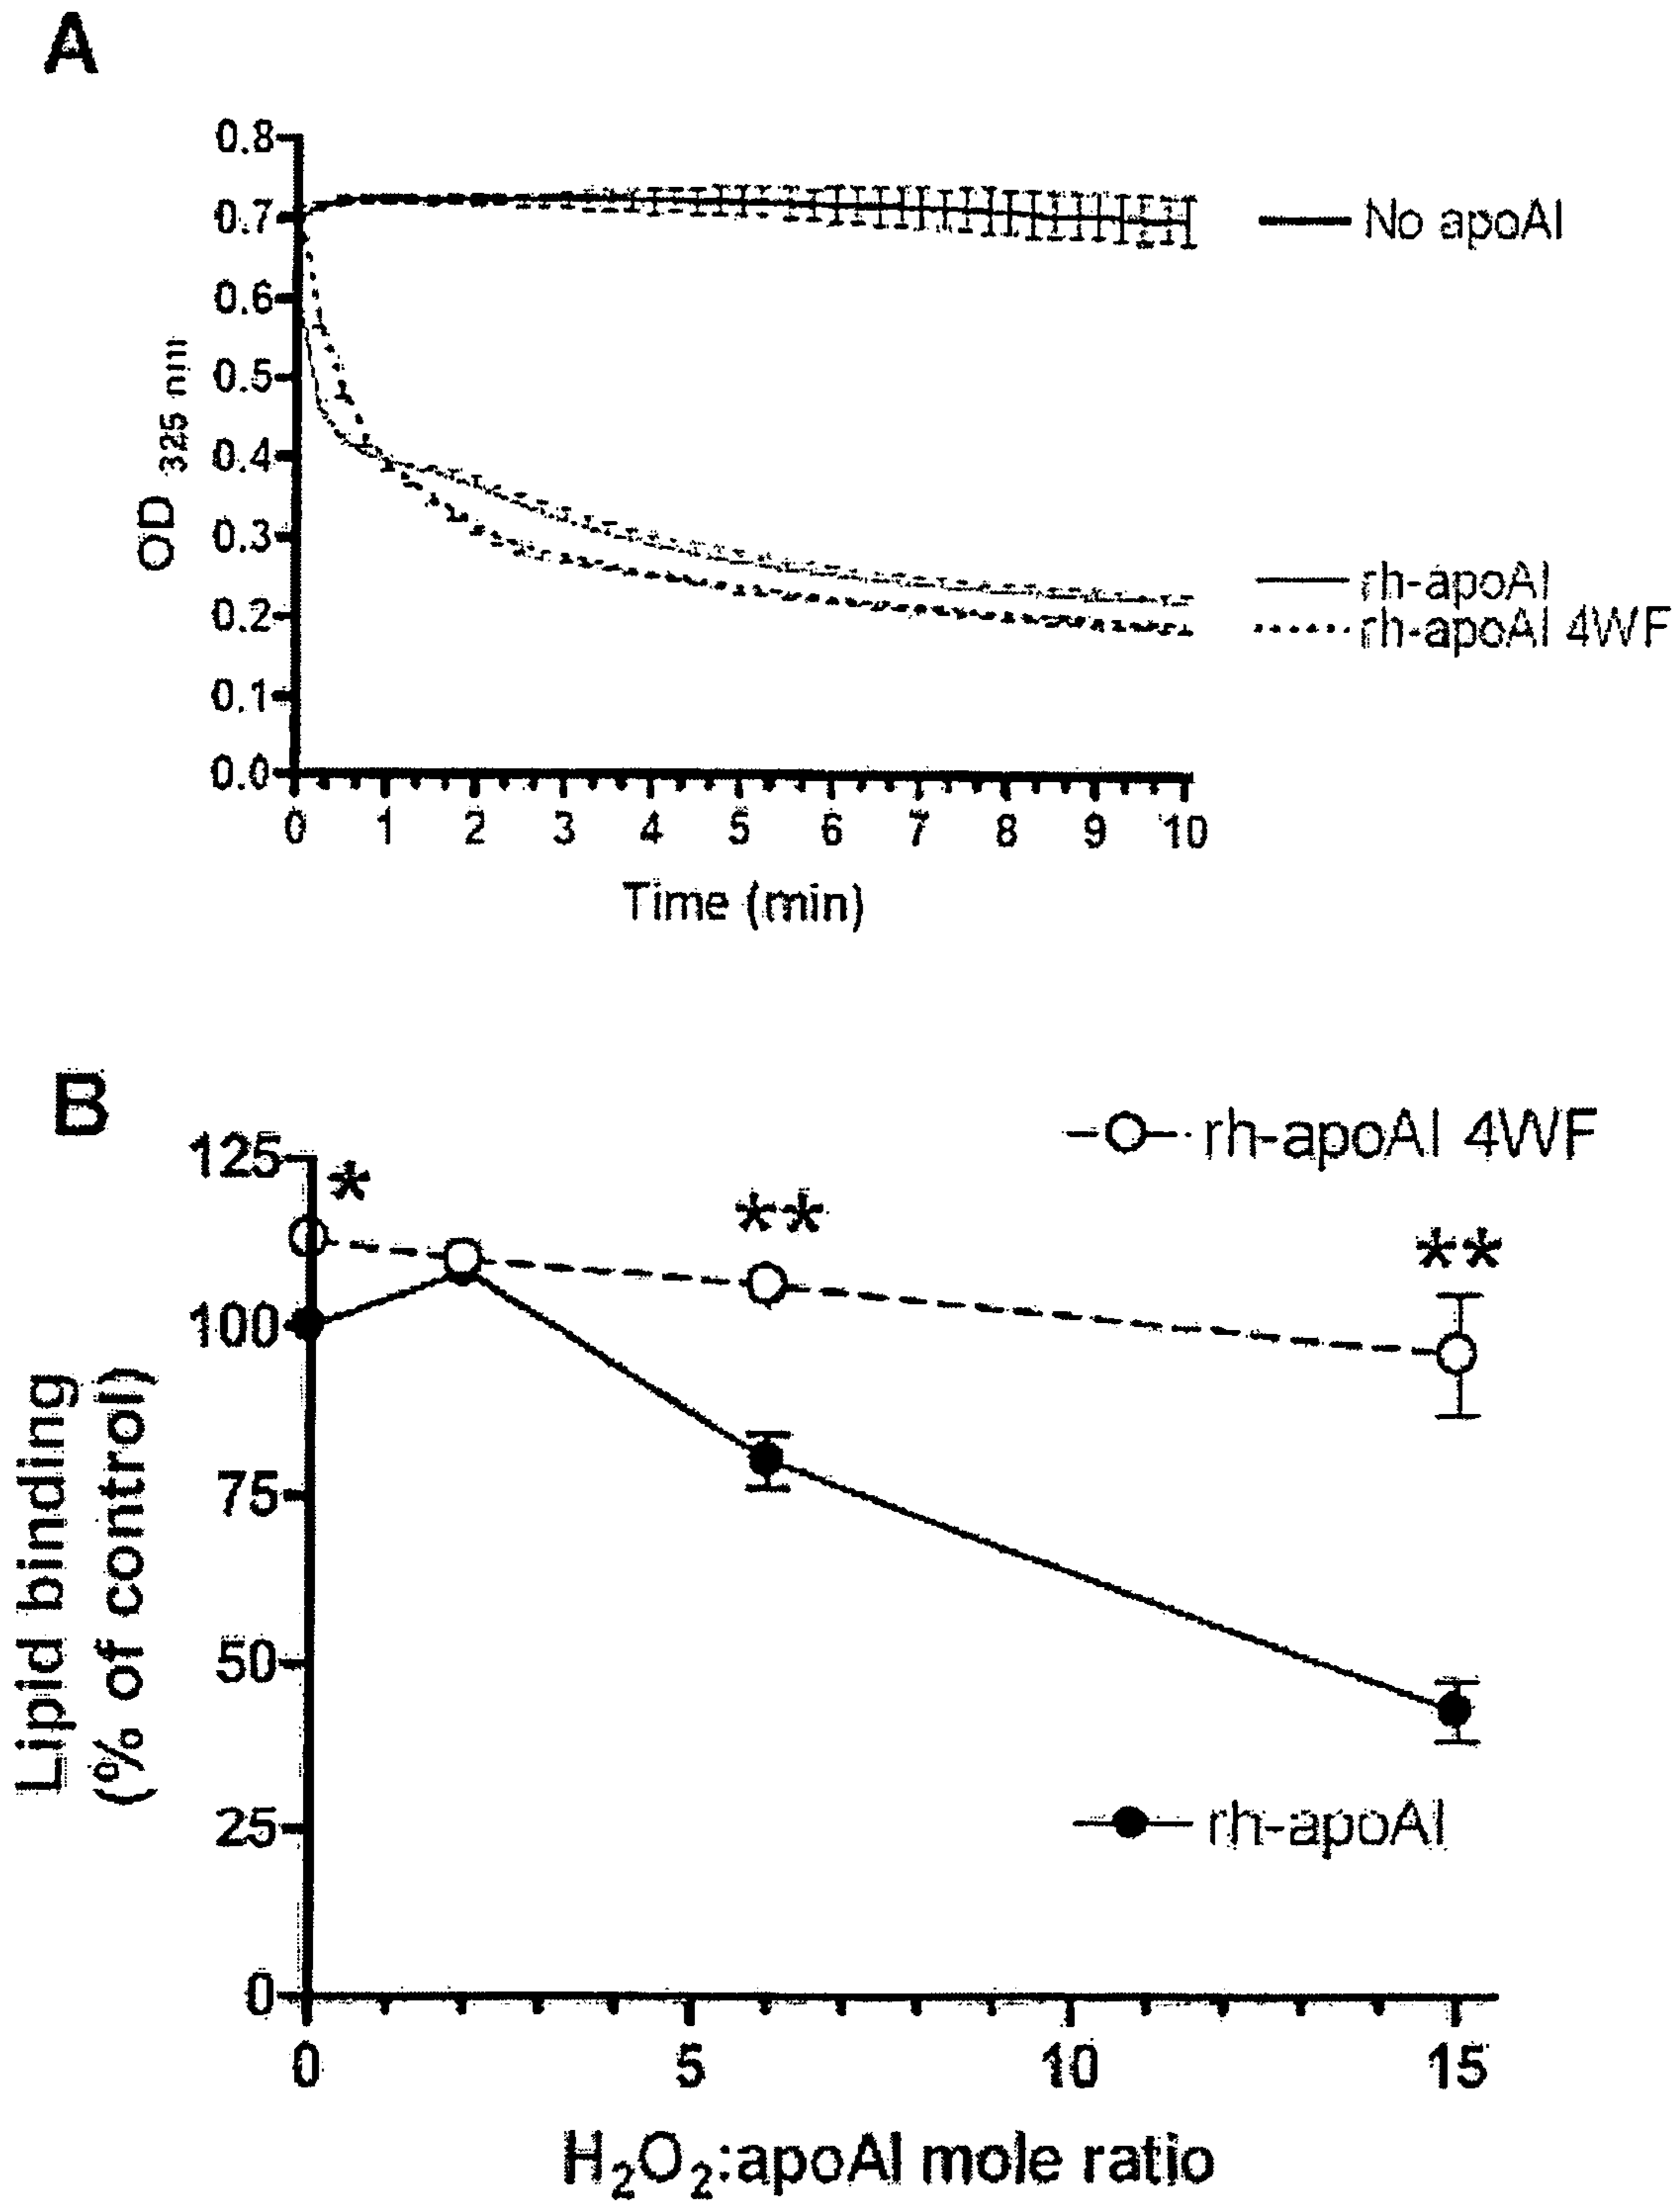 A
0.8
0.7
0.6
0.5
0.4
0.3
0.2
0.1
0.0
OD 325 nm
No apoAI
rh-apoAI
rh-apoAI 4WF
0 1 2 3 4 5 6 7 8 9 10
Time (min)
B
rh-apoAI 4WF
125
100
75
50
25
0
*
**
**
Lipid binding
(% of control)
rh-apoAI
0 5 10 15
H₂O₂:apoAI mole ratio